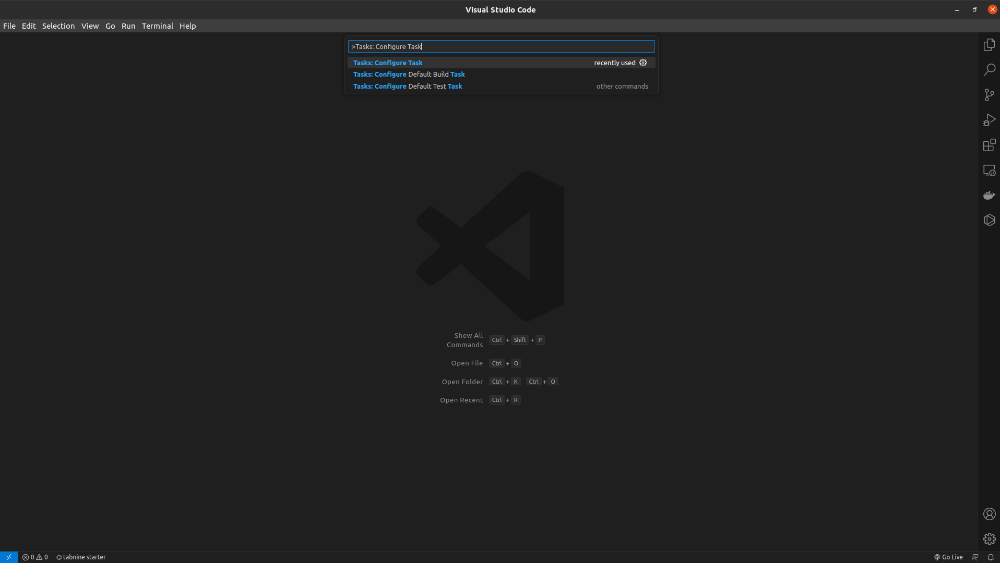 Visual Studio Code
File Edit Selection View Go Run Terminal Help
>Tasks: Configure Task
Tasks: Configure Task recently used
Tasks: Configure Default Build Task
Tasks: Configure Default Test Task other commands
Show All
Commands Ctrl + Shift + P
Open File Ctrl + O
Open Folder Ctrl + K Ctrl + O
Open Recent Ctrl + R
0 0 tabnine starter Go Live